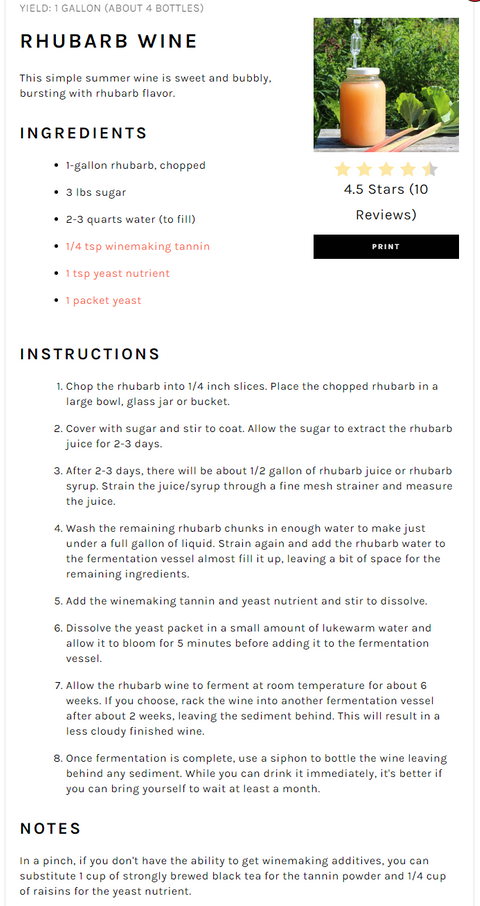 YIELD: 1 GALLON (ABOUT 4 BOTTLES)
RHUBARB WINE
This simple summer wine is sweet and bubbly,
bursting with rhubarb flavor.
4.5 Stars (10
Reviews)
PRINT
INGREDIENTS
• 1-gallon rhubarb, chopped
• 3 lbs sugar
• 2-3 quarts water (to fill)
• 1/4 tsp winemaking tannin
• 1 tsp yeast nutrient
• 1 packet yeast
INSTRUCTIONS
1. Chop the rhubarb into 1/4 inch slices. Place the chopped rhubarb in a
large bowl, glass jar or bucket.
2. Cover with sugar and stir to coat. Allow the sugar to extract the rhubarb
juice for 2-3 days.
3. After 2-3 days, there will be about 1/2 gallon of rhubarb juice or rhubarb
syrup. Strain the juice/syrup through a fine mesh strainer and measure
the juice.
4. Wash the remaining rhubarb chunks in enough water to make just
under a full gallon of liquid. Strain again and add the rhubarb water to
the fermentation vessel almost fill it up, leaving a bit of space for the
remaining ingredients.
5. Add the winemaking tannin and yeast nutrient and stir to dissolve.
6. Dissolve the yeast packet in a small amount of lukewarm water and
allow it to bloom for 5 minutes before adding it to the fermentation
vessel.
7. Allow the rhubarb wine to ferment at room temperature for about 6
weeks. If you choose, rack the wine into another fermentation vessel
after about 2 weeks, leaving the sediment behind. This will result in a
less cloudy finished wine.
8. Once fermentation is complete, use a siphon to bottle the wine leaving
behind any sediment. While you can drink it immediately, it's better if
you can bring yourself to wait at least a month.
NOTES
In a pinch, if you don't have the ability to get winemaking additives, you can
substitute 1 cup of strongly brewed black tea for the tannin powder and 1/4 cup
of raisins for the yeast nutrient.